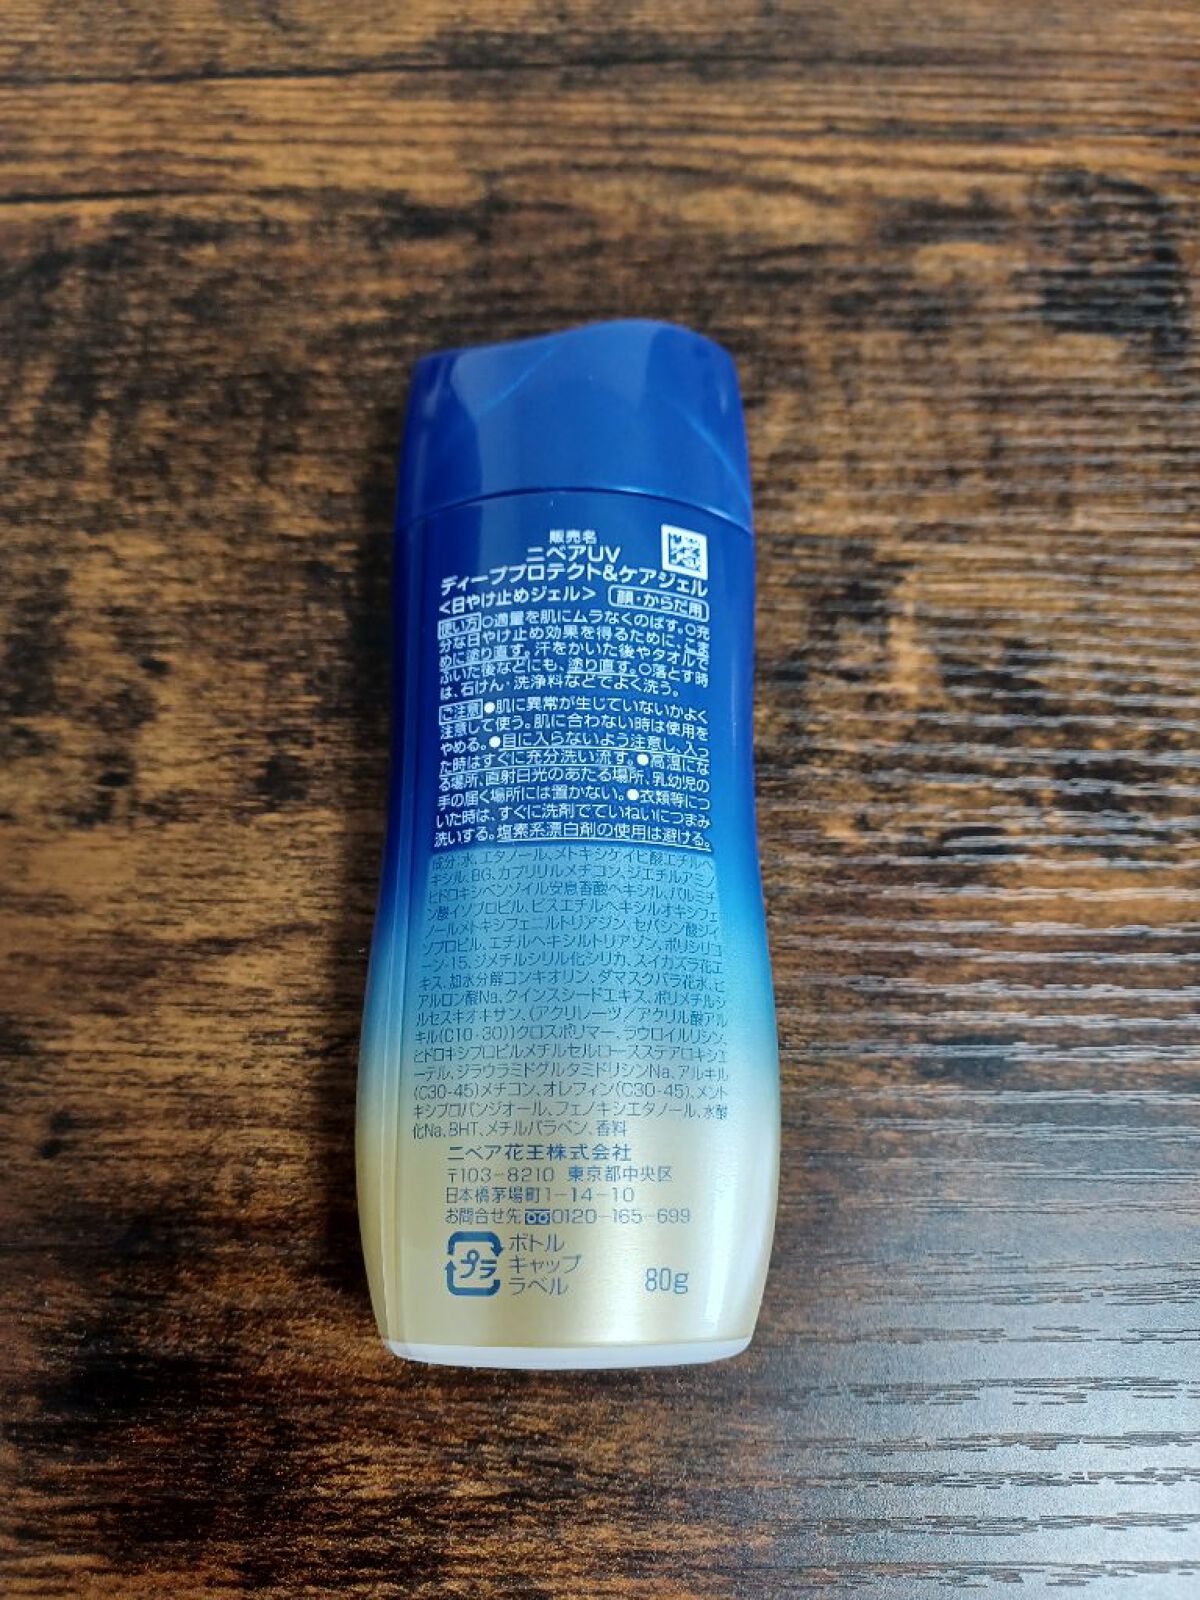 販売名
ニベアUV
ディーププロテクト&ケアジェル
<日やけ止めジェル> 顔・からだ用
使い方 ○適量を肌にムラなくのばす。○充
分な日やけ止め効果を得るために、こま
めに塗り直す。汗をかいた後やタオルで
ふいた後などにも、塗り直す。○落とす時
は、石けん・洗浄料などでよく洗う。
ご注意 ●肌に異常が生じていないかよく
注意して使う。肌に合わない時は使用を
やめる。●目に入らないよう注意し、入っ
た時はすぐに充分洗い流す。●高温にな
る場所、直射日光のあたる場所、乳幼児の
手の届く場所には置かない。●衣類等につ
いた時は、すぐに洗剤でていねいにつまみ
洗いする。塩素系漂白剤の使用は避ける。
成分:水、エタノール、メトキシケイヒ酸エチルヘ
キシル、BG、カプリリルメチコン、ジエチルアミノ
ヒドロキシベンゾイル安息香酸ヘキシル、パルミチ
ン酸イソプロピル、ビスエチルヘキシルオキシフェ
ノールメトキシフェニルトリアジン、セバシン酸ジイ
ソプロピル、エチルヘキシルトリアゾン、ポリシリコ
ーン-15、ジメチルシリル化シリカ、スイカズラ花エ
キス、加水分解コンキオリン、ダマスクバラ花水、ヒ
アルロン酸Na、クインスシードエキス、ポリメチルシ
ルセスキオキサン、(アクリレーツ/アクリル酸アル
キル(C10-30))クロスポリマー、ラウロイルリシン、
ヒドロキシプロピルメチルセルロースステアロキシエ
ーテル、ジラウラミドグルタミドリシンNa、アルキル
(C30-45)メチコン、オレフィン(C30-45)、メント
キシプロパンジオール、フェノキシエタノール、水酸
化Na、BHT、メチルパラベン、香料
ニベア花王株式会社
〒103-8210 東京都中央区
日本橋茅場町1-14-10
お問合せ先 0120-165-699
プラ
ボトル
キャップ
ラベル
80g